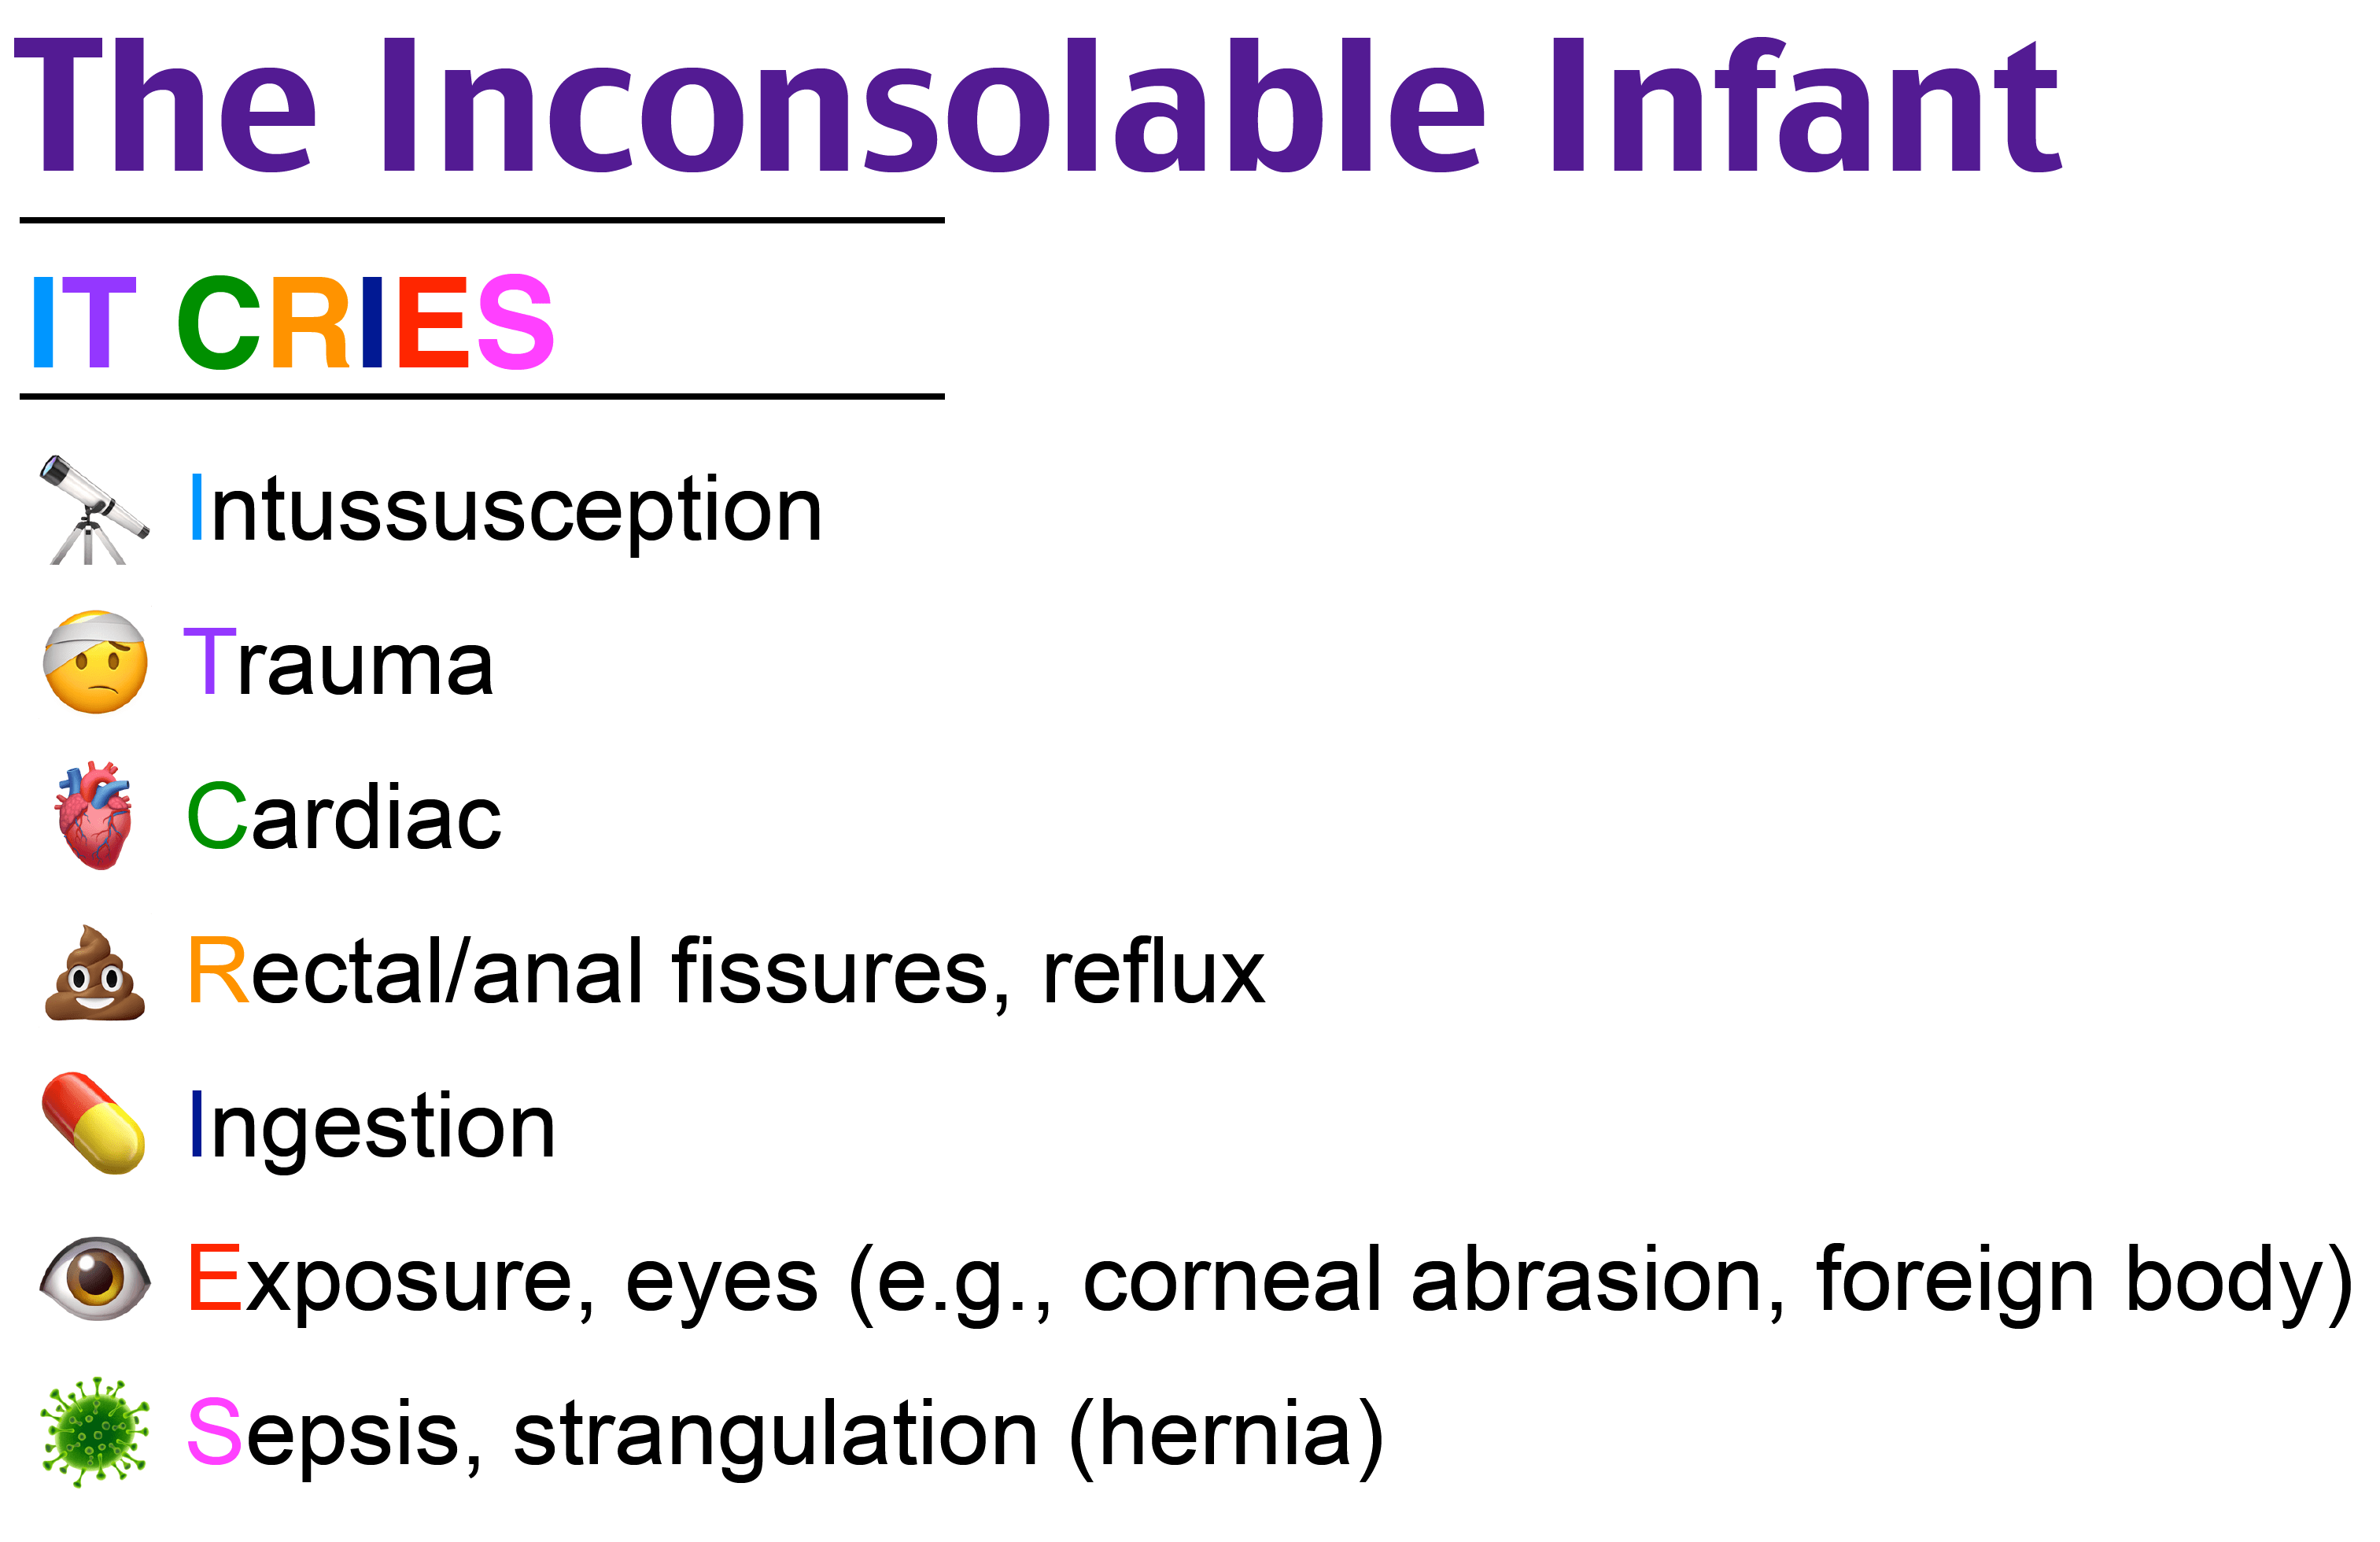 The Inconsolable Infant
IT CRIES
Intussusception
Trauma
Cardiac
Rectal/anal fissures, reflux
Ingestion
Exposure, eyes (e.g., corneal abrasion, foreign body)
Sepsis, strangulation (hernia)